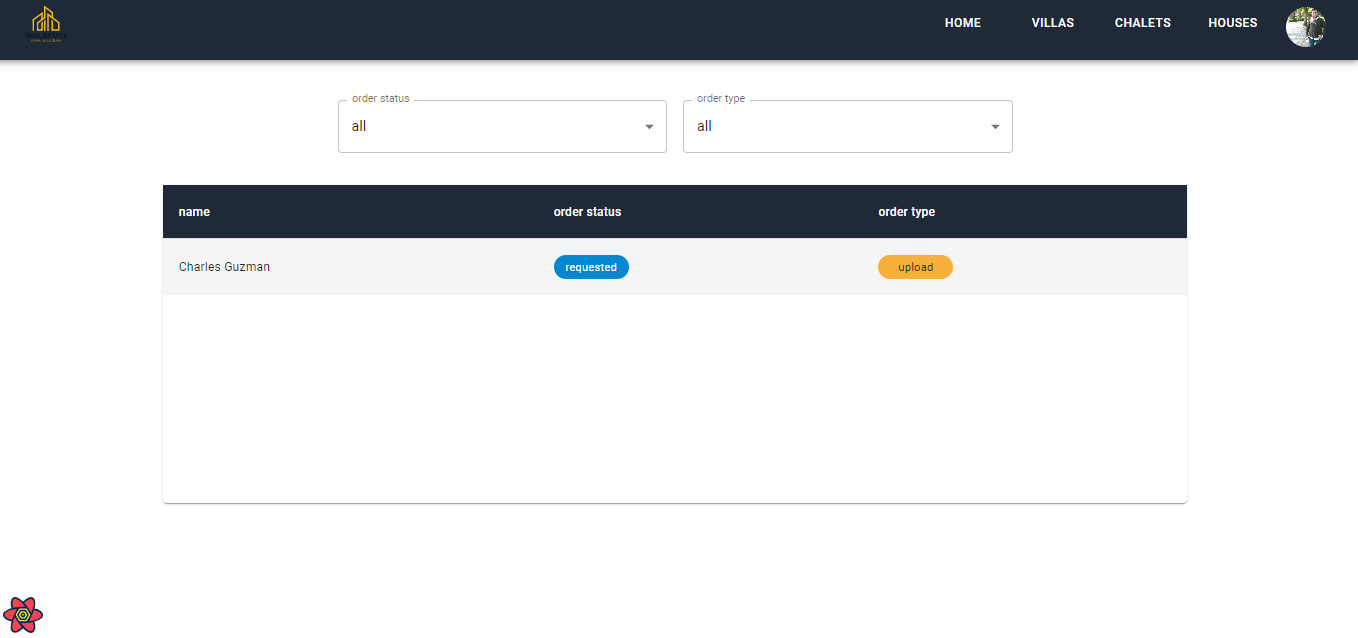 HOME VILLAS CHALETS HOUSES
order status order type
all all
name order status order type
Charles Guzman requested upload